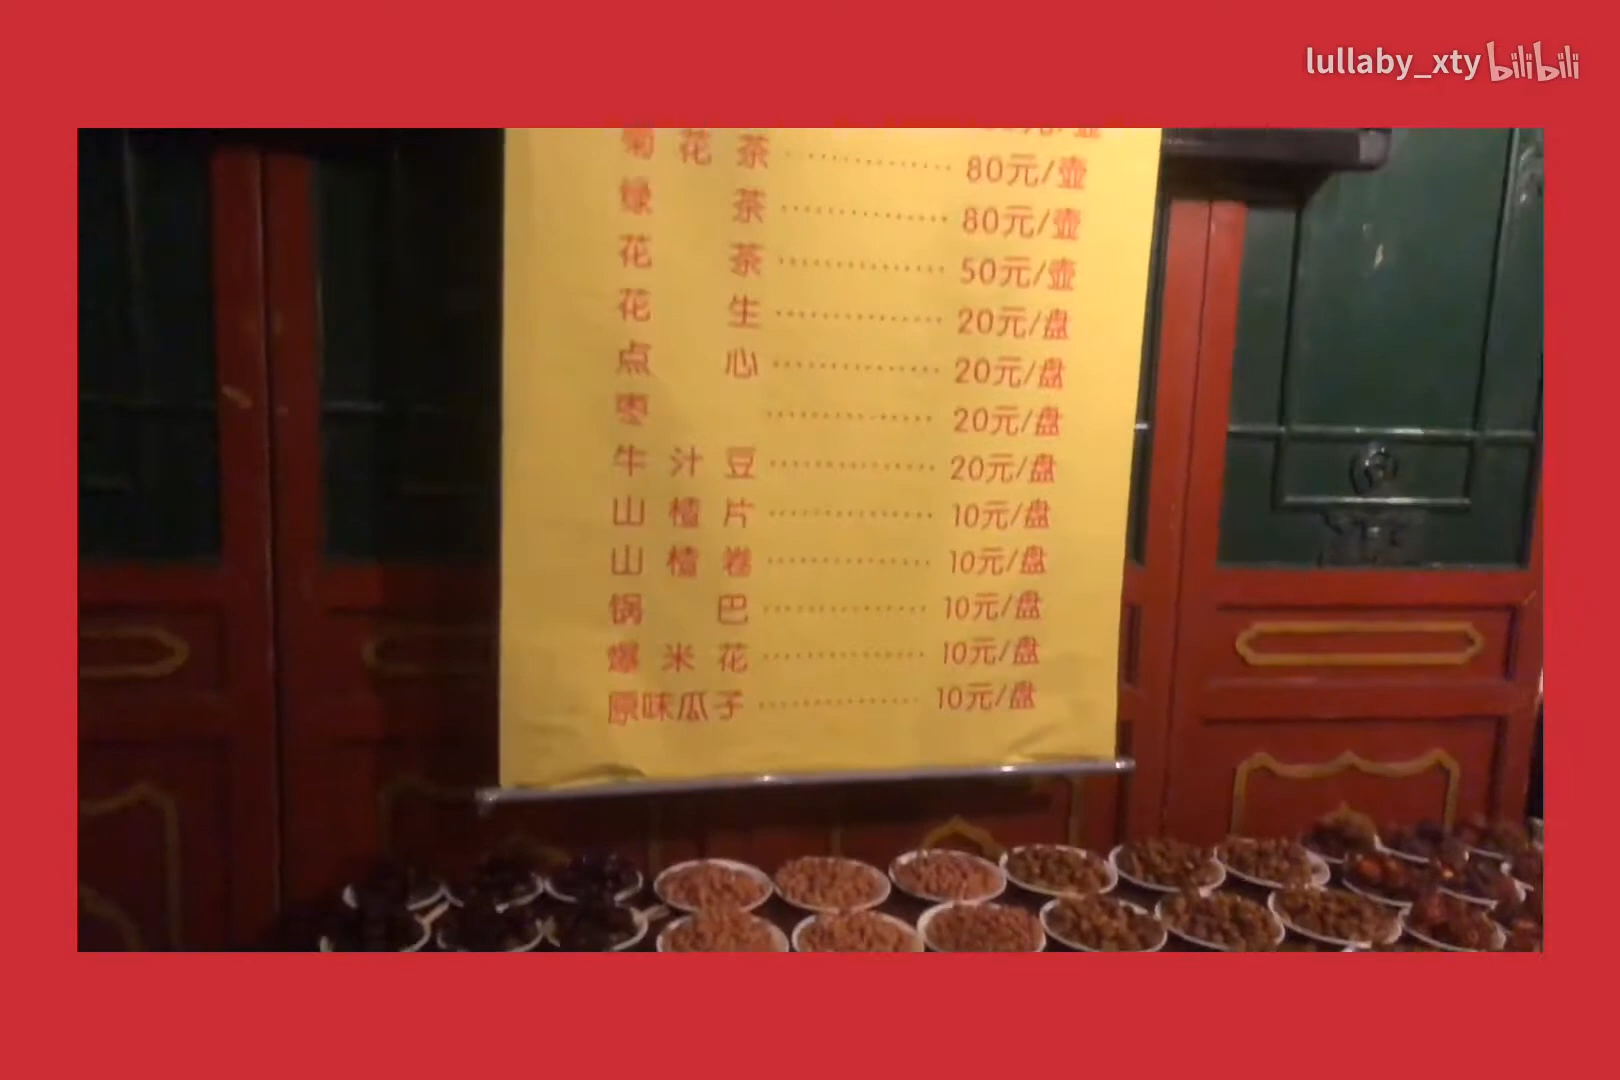 lullaby_xty bilibili
菊花茶 80元/壶
绿茶 80元/壶
花茶 50元/壶
花生 20元/盘
点心 20元/盘
枣 20元/盘
牛汁豆 20元/盘
山楂片 10元/盘
山楂卷 10元/盘
锅巴 10元/盘
爆米花 10元/盘
原味瓜子 10元/盘